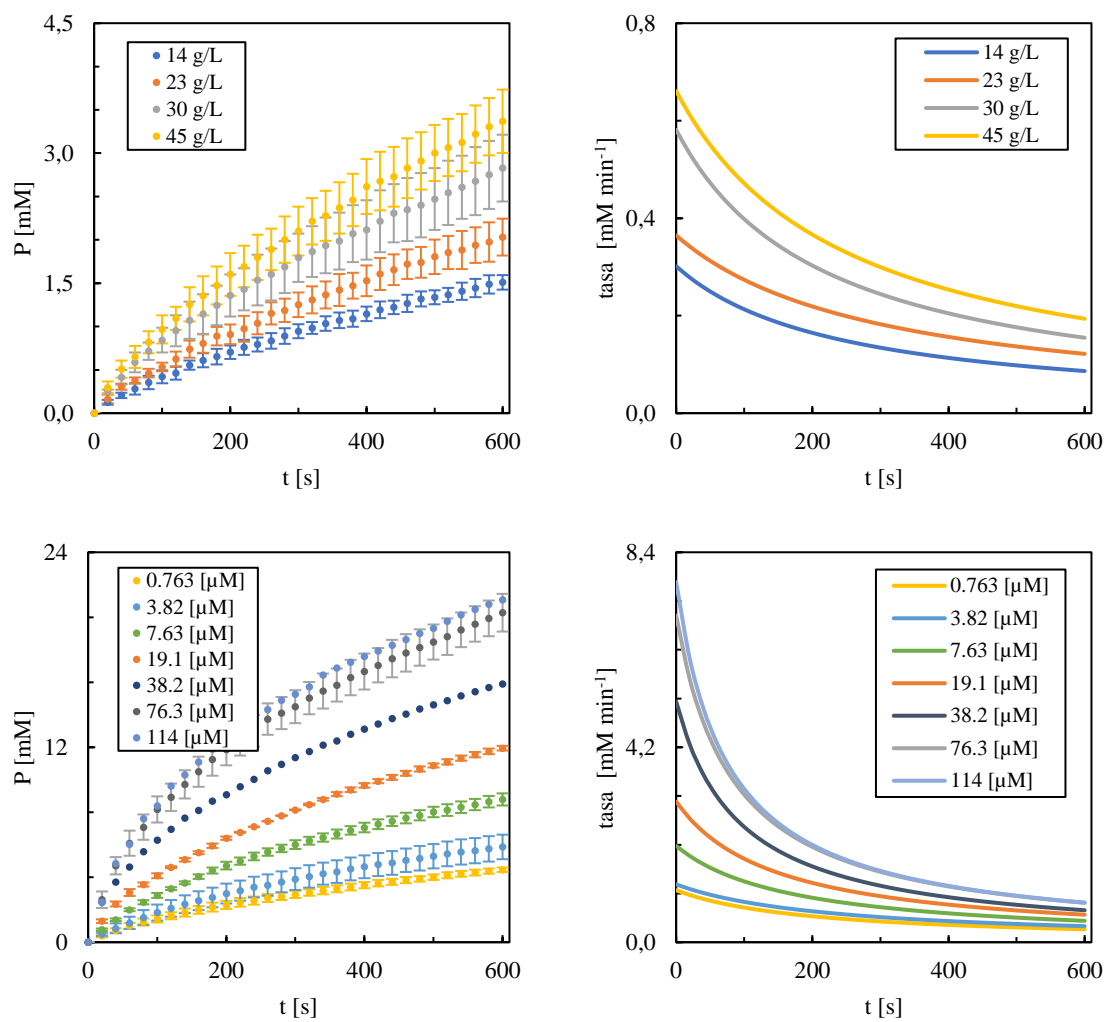 4,5
3,0
1,5
0,0
P [mM]
14 g/L
23 g/L
30 g/L
45 g/L
0
200
400
600
t [s]
0,8
0,4
0,0
tasa [mM min⁻¹]
14 g/L
23 g/L
30 g/L
45 g/L
0
200
400
600
t [s]
24
12
0
P [mM]
0.763 [µM]
3.82 [µM]
7.63 [µM]
19.1 [µM]
38.2 [µM]
76.3 [µM]
114 [µM]
0
200
400
600
t [s]
8,4
4,2
0,0
tasa [mM min⁻¹]
0.763 [µM]
3.82 [µM]
7.63 [µM]
19.1 [µM]
38.2 [µM]
76.3 [µM]
114 [µM]
0
200
400
600
t [s]